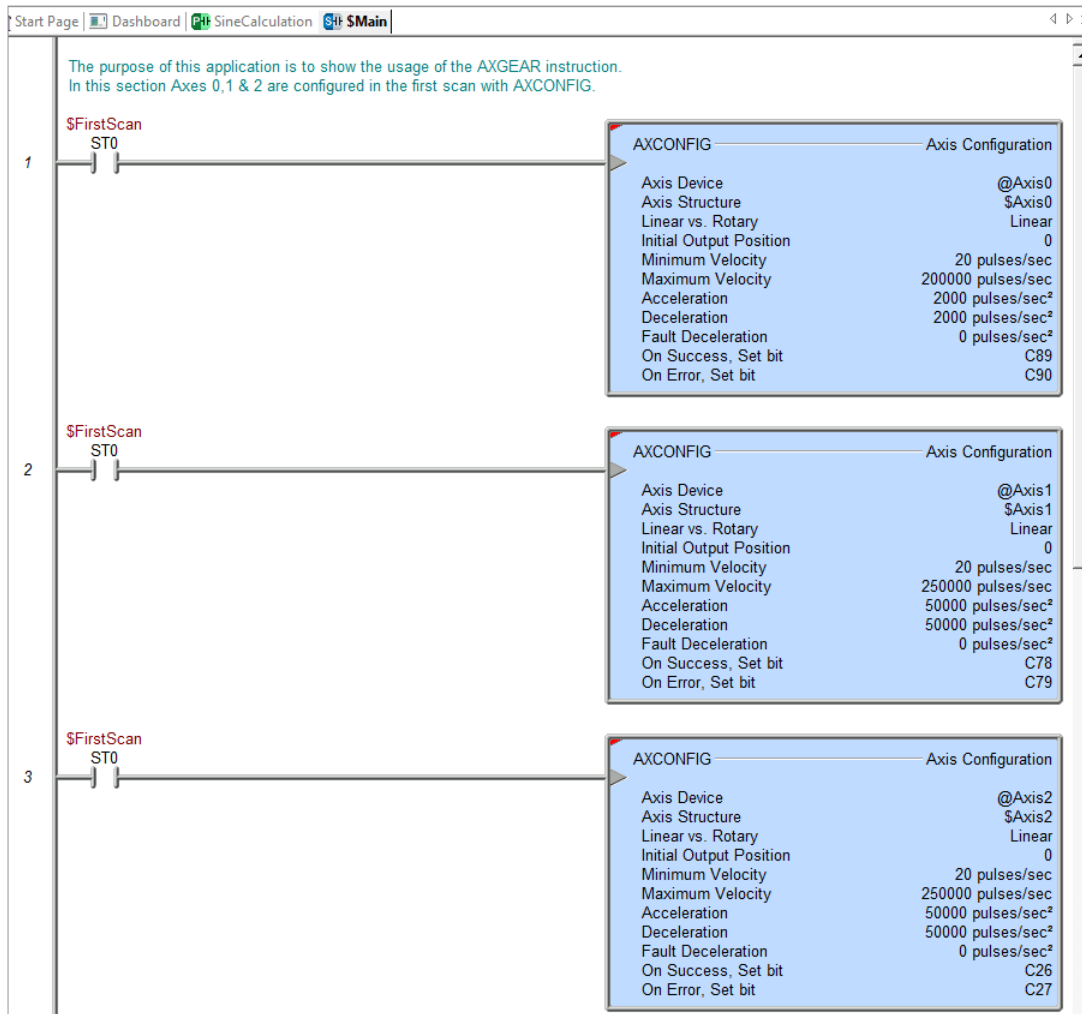 Start Page Dashboard SineCalculation $Main
The purpose of this application is to show the usage of the AXGEAR instruction.
In this section Axes 0,1 & 2 are configured in the first scan with AXCONFIG.
$FirstScan
ST0
1
AXCONFIG Axis Configuration
Axis Device @Axis0
Axis Structure $Axis0
Linear vs. Rotary Linear
Initial Output Position 0
Minimum Velocity 20 pulses/sec
Maximum Velocity 200000 pulses/sec
Acceleration 2000 pulses/sec²
Deceleration 2000 pulses/sec²
Fault Deceleration 0 pulses/sec²
On Success, Set bit C89
On Error, Set bit C90
$FirstScan
ST0
2
AXCONFIG Axis Configuration
Axis Device @Axis1
Axis Structure $Axis1
Linear vs. Rotary Linear
Initial Output Position 0
Minimum Velocity 20 pulses/sec
Maximum Velocity 250000 pulses/sec
Acceleration 50000 pulses/sec²
Deceleration 50000 pulses/sec²
Fault Deceleration 0 pulses/sec²
On Success, Set bit C78
On Error, Set bit C79
$FirstScan
ST0
3
AXCONFIG Axis Configuration
Axis Device @Axis2
Axis Structure $Axis2
Linear vs. Rotary Linear
Initial Output Position 0
Minimum Velocity 20 pulses/sec
Maximum Velocity 250000 pulses/sec
Acceleration 50000 pulses/sec²
Deceleration 50000 pulses/sec²
Fault Deceleration 0 pulses/sec²
On Success, Set bit C26
On Error, Set bit C27